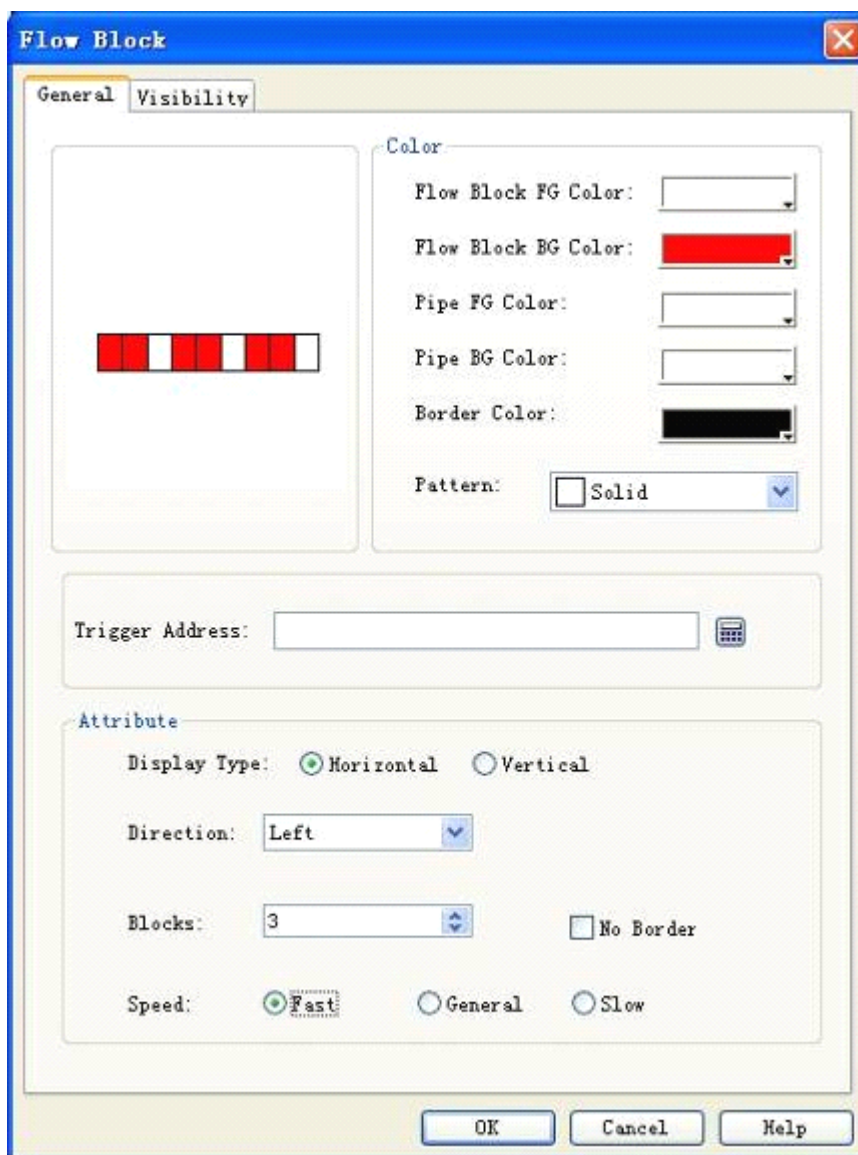 Flow Block
General Visibility
Color
Flow Block FG Color:
Flow Block BG Color:
Pipe FG Color:
Pipe BG Color:
Border Color:
Pattern: Solid
Trigger Address:
Attribute
Display Type: Horizontal Vertical
Direction: Left
Blocks: 3 No Border
Speed: Fast General Slow
OK Cancel Help